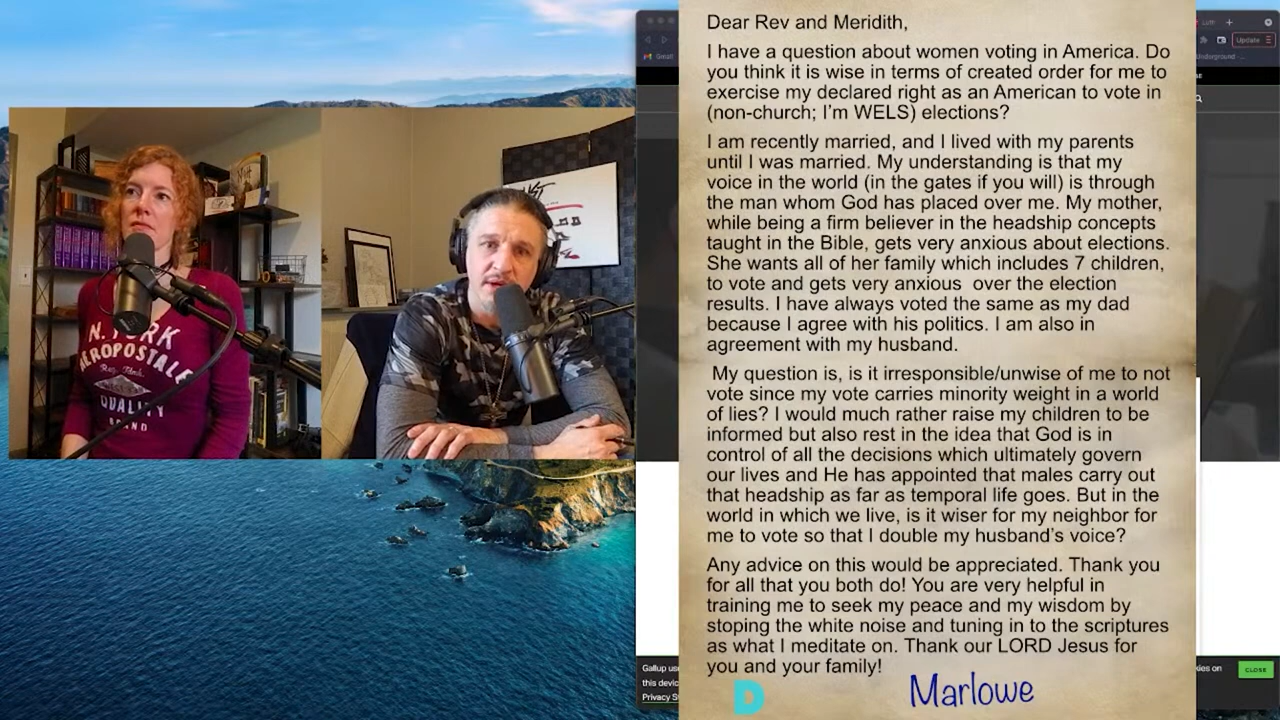 Dear Rev and Meridith,
I have a question about women voting in America. Do
you think it is wise in terms of created order for me to
exercise my declared right as an American to vote in
(non-church; I'm WELS) elections?
I am recently married, and I lived with my parents
until I was married. My understanding is that my
voice in the world (in the gates if you will) is through
the man whom God has placed over me. My mother,
while being a firm believer in the headship concepts
taught in the Bible, gets very anxious about elections.
She wants all of her family which includes 7 children,
to vote and gets very anxious over the election
results. I have always voted the same as my dad
because I agree with his politics. I am also in
agreement with my husband.
My question is, is it irresponsible/unwise of me to not
vote since my vote carries minority weight in a world
of lies? I would much rather raise my children to be
informed but also rest in the idea that God is in
control of all the decisions which ultimately govern
our lives and He has appointed that males carry out
that headship as far as temporal life goes. But in the
world in which we live, is it wiser for my neighbor for
me to vote so that I double my husband's voice?
Any advice on this would be appreciated. Thank you
for all that you both do! You are very helpful in
training me to seek my peace and my wisdom by
stoping the white noise and tuning in to the scriptures
as what I meditate on. Thank our LORD Jesus for
you and your family!
D
Marlowe
N. YORK
AEROPOSTALE
QUALITY
BRAND
Gmail
Update
Gallup
this
Privacy
on
CLOSE